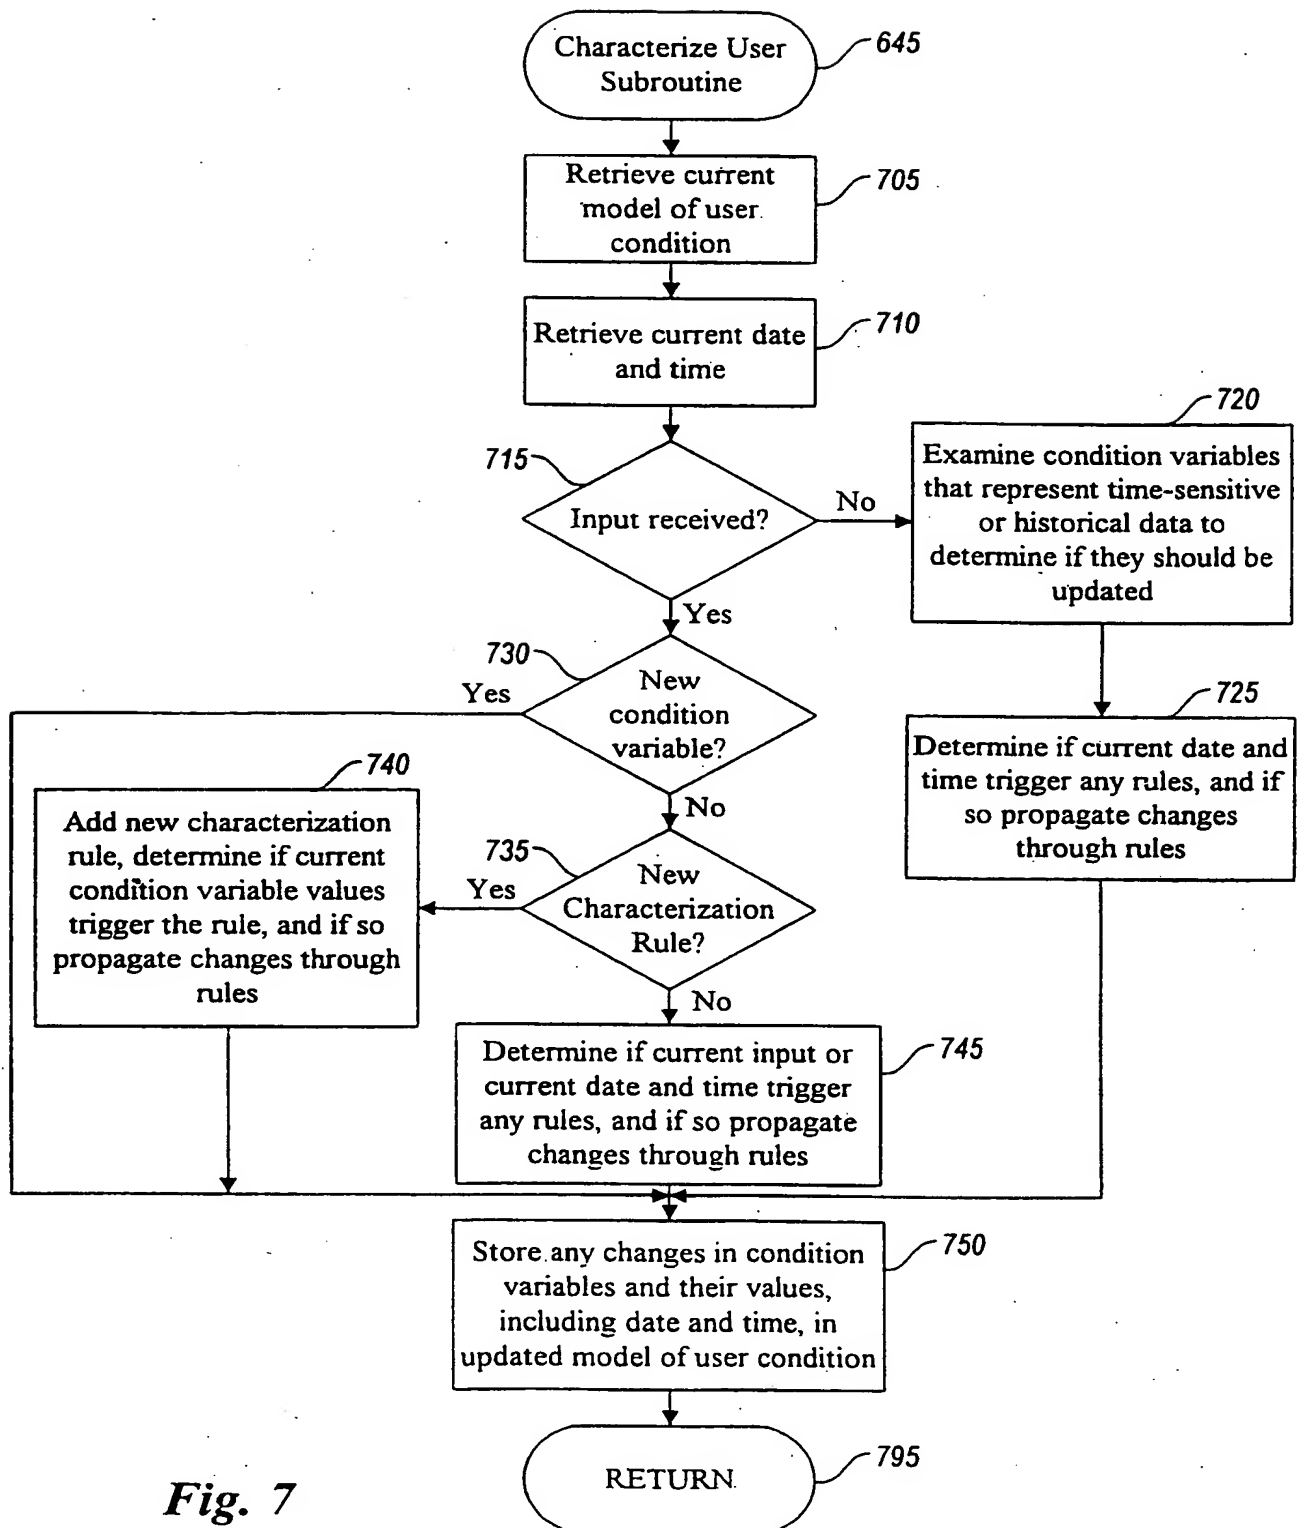 Characterize User
Subroutine
645
Retrieve current
model of user
condition
705
Retrieve current date
and time
710
715
Input received?
No
Yes
720
Examine condition variables
that represent time-sensitive
or historical data to
determine if they should be
updated
730
New
condition
variable?
Yes
No
725
Determine if current date and
time trigger any rules, and if
so propagate changes
through rules
740
Add new characterization
rule, determine if current
condition variable values
trigger the rule, and if so
propagate changes through
rules
735
New
Characterization
Rule?
Yes
No
Determine if current input or
current date and time trigger
any rules, and if so propagate
changes through rules
745
Store any changes in condition
variables and their values,
including date and time, in
updated model of user condition
750
RETURN
795
Fig. 7